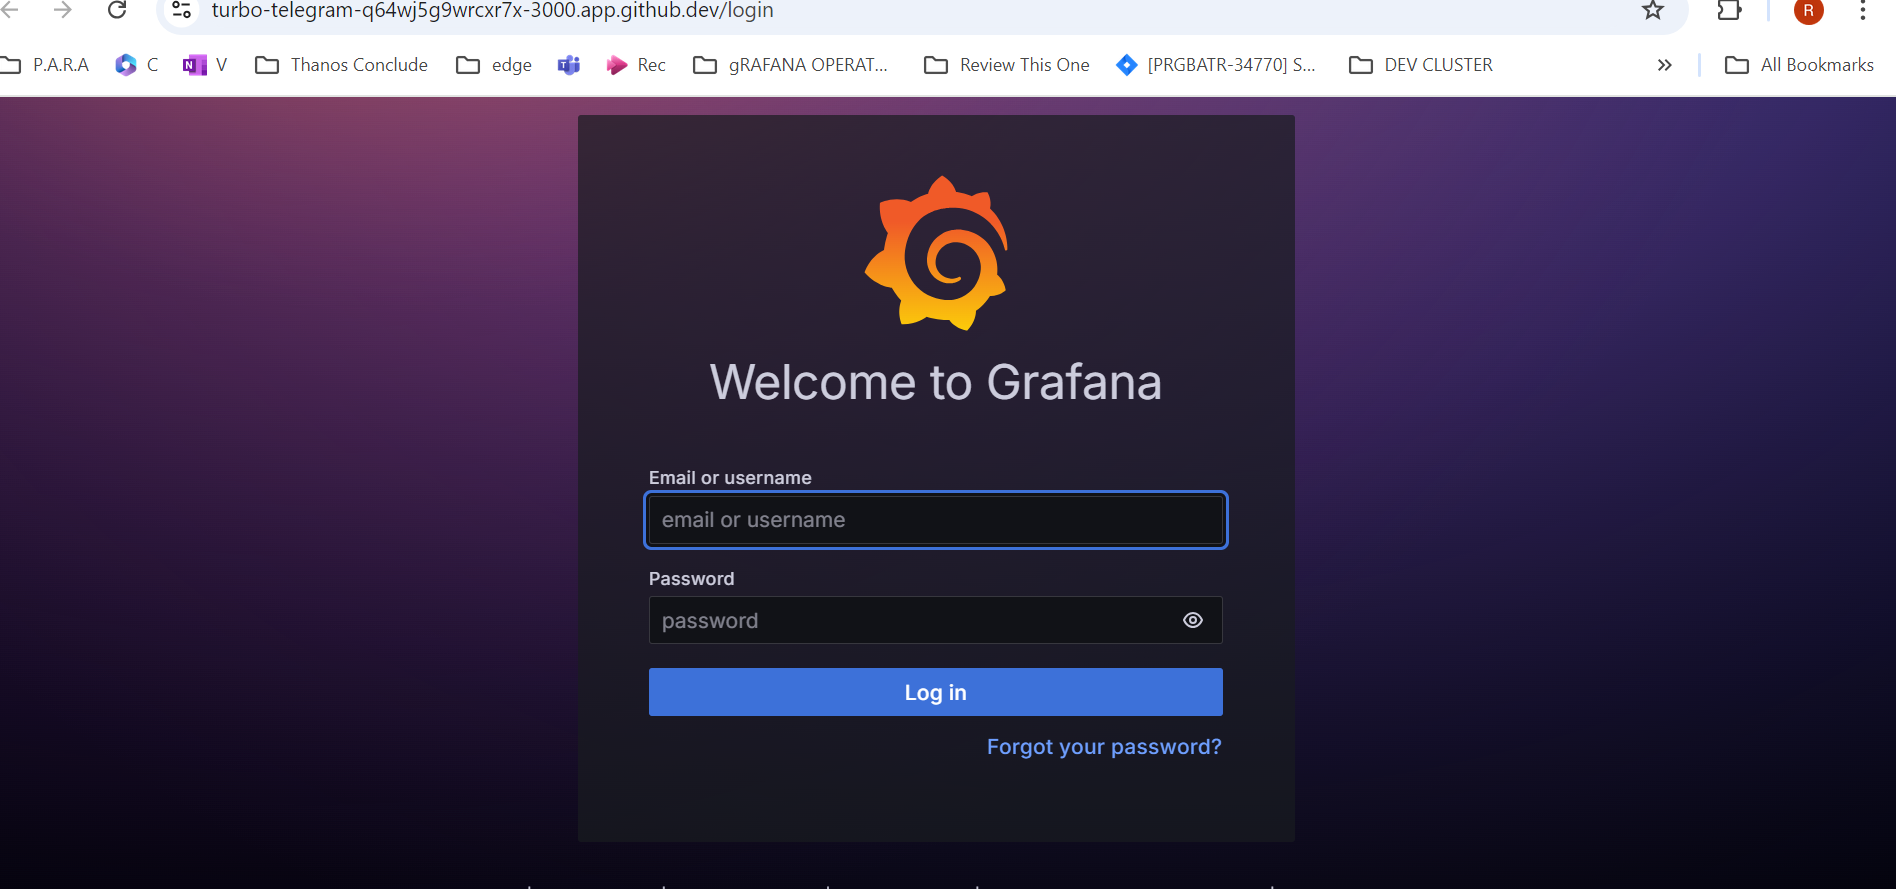 turbo-telegram-q64wj5g9wrcxr7x-3000.app.github.dev/login
R
P.A.R.A C V Thanos Conclude edge Rec gRAFANA OPERAT... Review This One [PRGBATR-34770] S... DEV CLUSTER » All Bookmarks
Welcome to Grafana
Email or username
email or username
Password
password
Log in
Forgot your password?